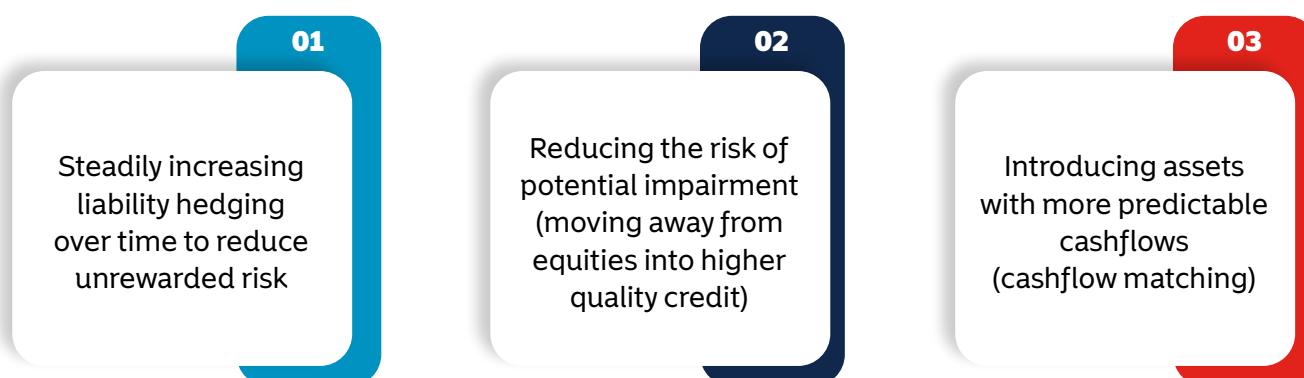 01
Steadily increasing
liability hedging
over time to reduce
unrewarded risk
02
Reducing the risk of
potential impairment
(moving away from
equities into higher
quality credit)
03
Introducing assets
with more predictable
cashflows
(cashflow matching)